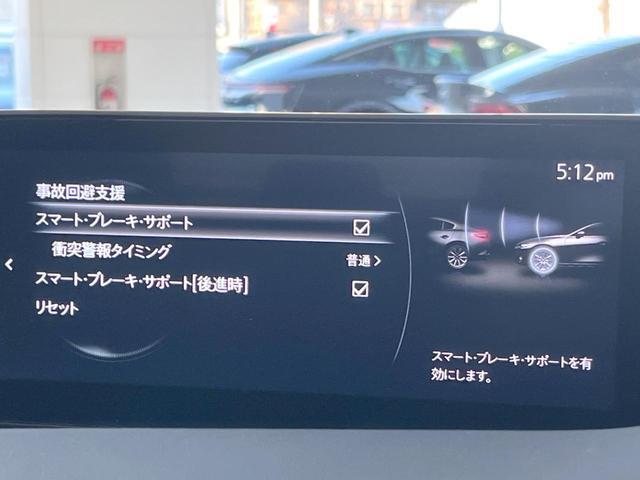 5:12pm
事故回避支援
スマート・ブレーキ・サポート
衝突警報タイミング 普通
スマート・ブレーキ・サポート[後進時]
リセット
スマート・ブレーキ・サポートを有
効にします。